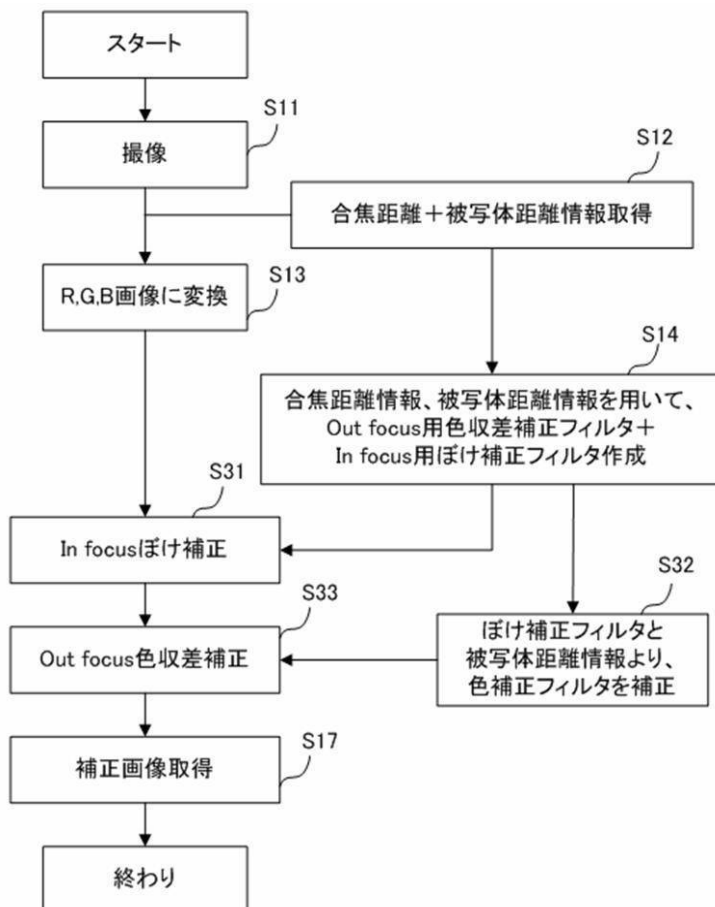 スタート
S11
撮像
S12
合焦距離+被写体距離情報取得
S13
R,G,B画像に変換
S14
合焦距離情報、被写体距離情報を用いて、
Out focus用色収差補正フィルタ+
In focus用ぼけ補正フィルタ作成
S31
In focusぼけ補正
S32
ぼけ補正フィルタと
被写体距離情報より、
色補正フィルタを補正
S33
Out focus色収差補正
S17
補正画像取得
終わり